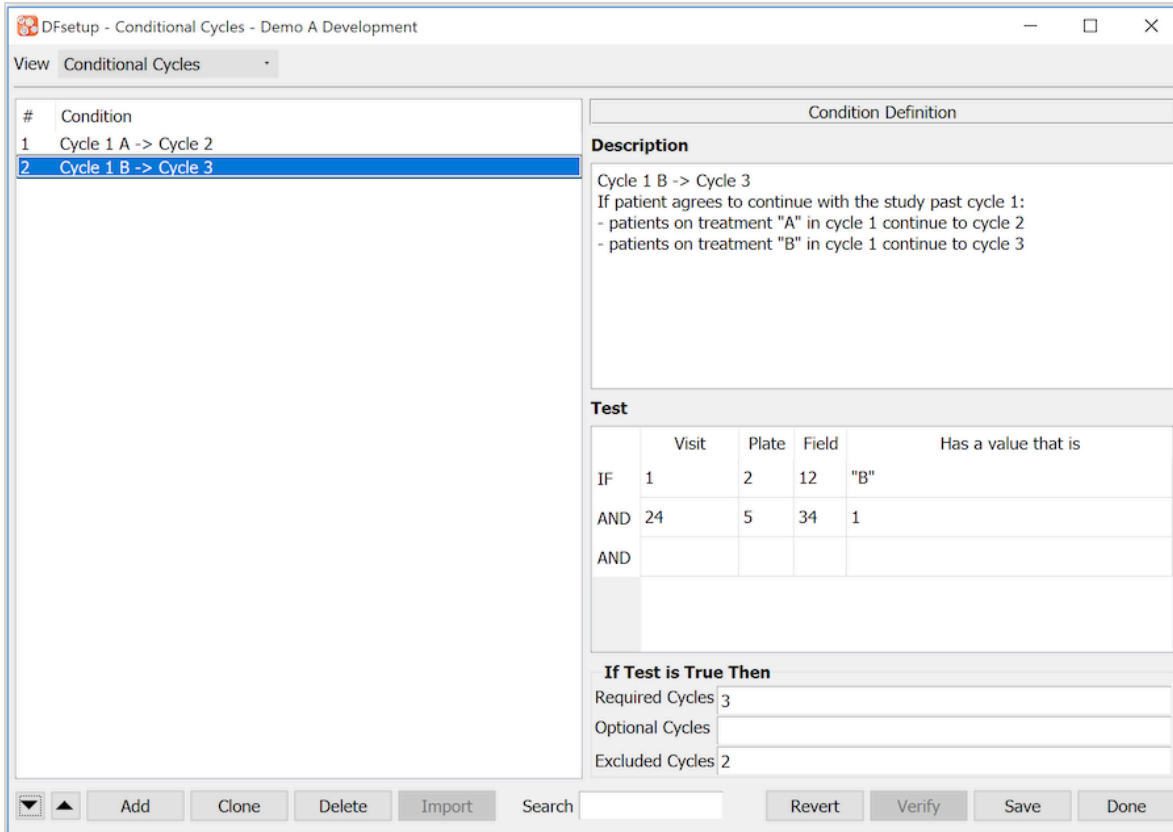 DFsetup - Conditional Cycles - Demo A Development
View Conditional Cycles
# Condition
1 Cycle 1 A -> Cycle 2
2 Cycle 1 B -> Cycle 3
Condition Definition
Description
Cycle 1 B -> Cycle 3
If patient agrees to continue with the study past cycle 1:
- patients on treatment "A" in cycle 1 continue to cycle 2
- patients on treatment "B" in cycle 1 continue to cycle 3
Test
Visit Plate Field Has a value that is
IF 1 2 12 "B"
AND 24 5 34 1
AND
If Test is True Then
Required Cycles 3
Optional Cycles
Excluded Cycles 2
Add Clone Delete Import Search Revert Verify Save Done